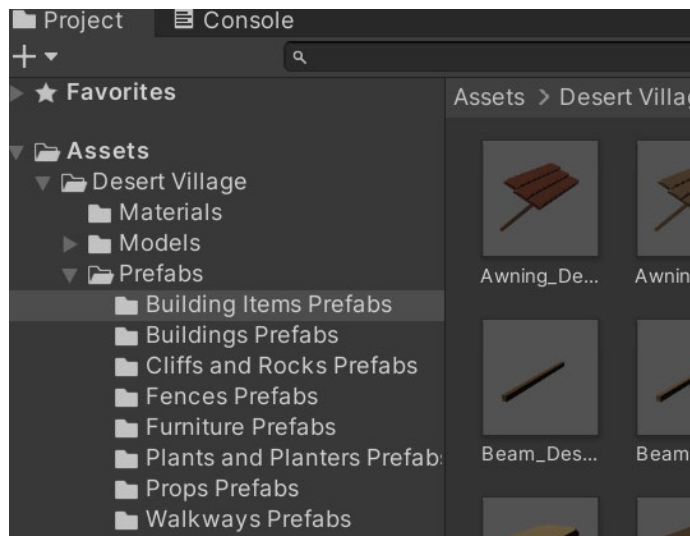 Project
Console
Favorites
Assets
Desert Village
Materials
Models
Prefabs
Building Items Prefabs
Buildings Prefabs
Cliffs and Rocks Prefabs
Fences Prefabs
Furniture Prefabs
Plants and Planters Prefab
Props Prefabs
Walkways Prefabs
Assets > Desert Villag
Awning_De...
Awnin
Beam_Des...
Beam